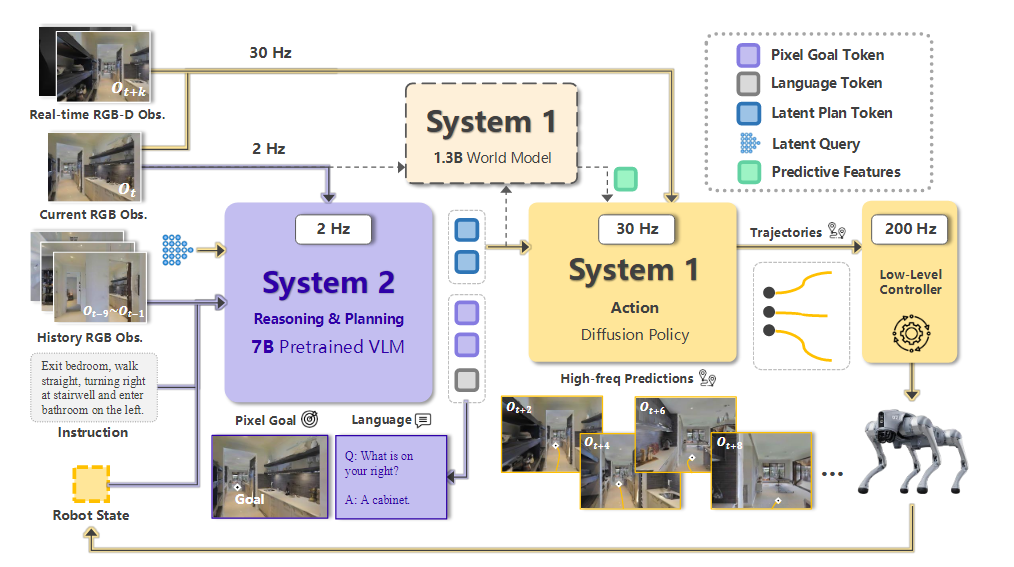 30 Hz
O_{t+k}
Real-time RGB-D Obs.
O_t
Current RGB Obs.
2 Hz
O_{t-9}~O_{t-1}
History RGB Obs.
Exit bedroom, walk
straight, turning right
at stairwell and enter
bathroom on the left.
Instruction
Robot State
System 1
1.3B World Model
Pixel Goal Token
Language Token
Latent Plan Token
Latent Query
Predictive Features
2 Hz
System 2
Reasoning & Planning
7B Pretrained VLM
Pixel Goal
Goal
Language
Q: What is on
your right?
A: A cabinet.
30 Hz
System 1
Action
Diffusion Policy
High-freq Predictions
O_{t+2}
O_{t+4}
O_{t+6}
O_{t+8}
...
Trajectories
200 Hz
Low-Level
Controller